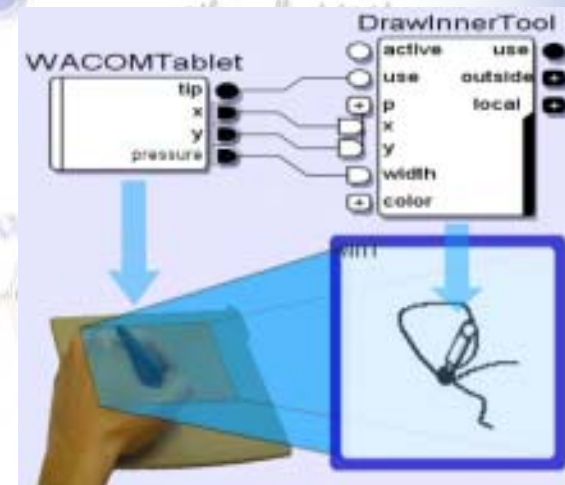 DrawInnerTool
WACOMTablet
active use
use outside
p local
x
y
width
color
tip
x
y
pressure